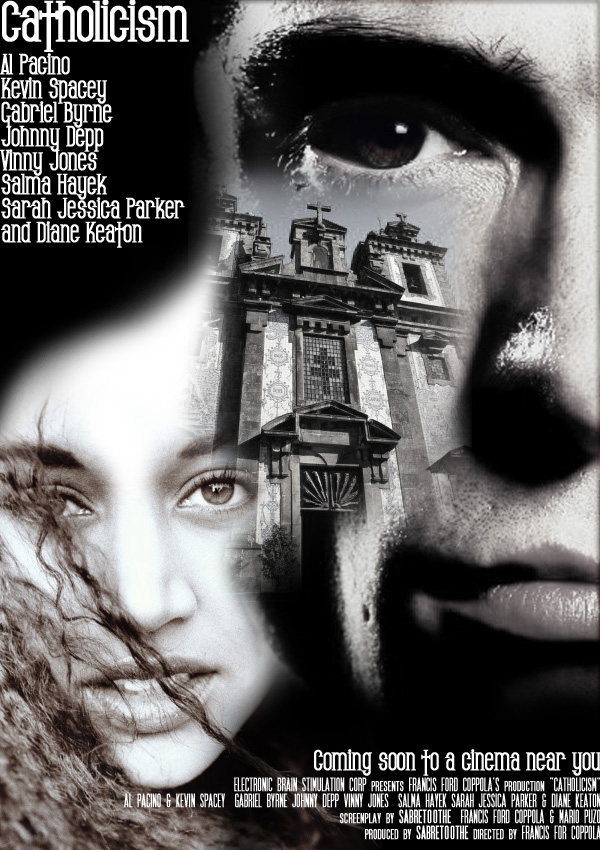 Catholicism
Al Pacino
Kevin Spacey
Gabriel Byrne
Johnny Depp
Vinny Jones
Salma Hayek
Sarah Jessica Parker
and Diane Keaton
Coming soon to a cinema near you
ELECTRONIC BRAIN STIMULATION CORP PRESENTS FRANCIS FORD COPPOLA'S PRODUCTION "CATHOLICISM"
AL PACINO & KEVIN SPACEY GABRIEL BYRNE JOHNNY DEPP VINNY JONES SALMA HAYEK SARAH JESSICA PARKER & DIANE KEATON
SCREENPLAY BY SABRETOOTHE FRANCIS FORD COPPOLA & MARIO PUZO
PRODUCED BY SABRETOOTHE DIRECTED BY FRANCIS FOR COPPOLA